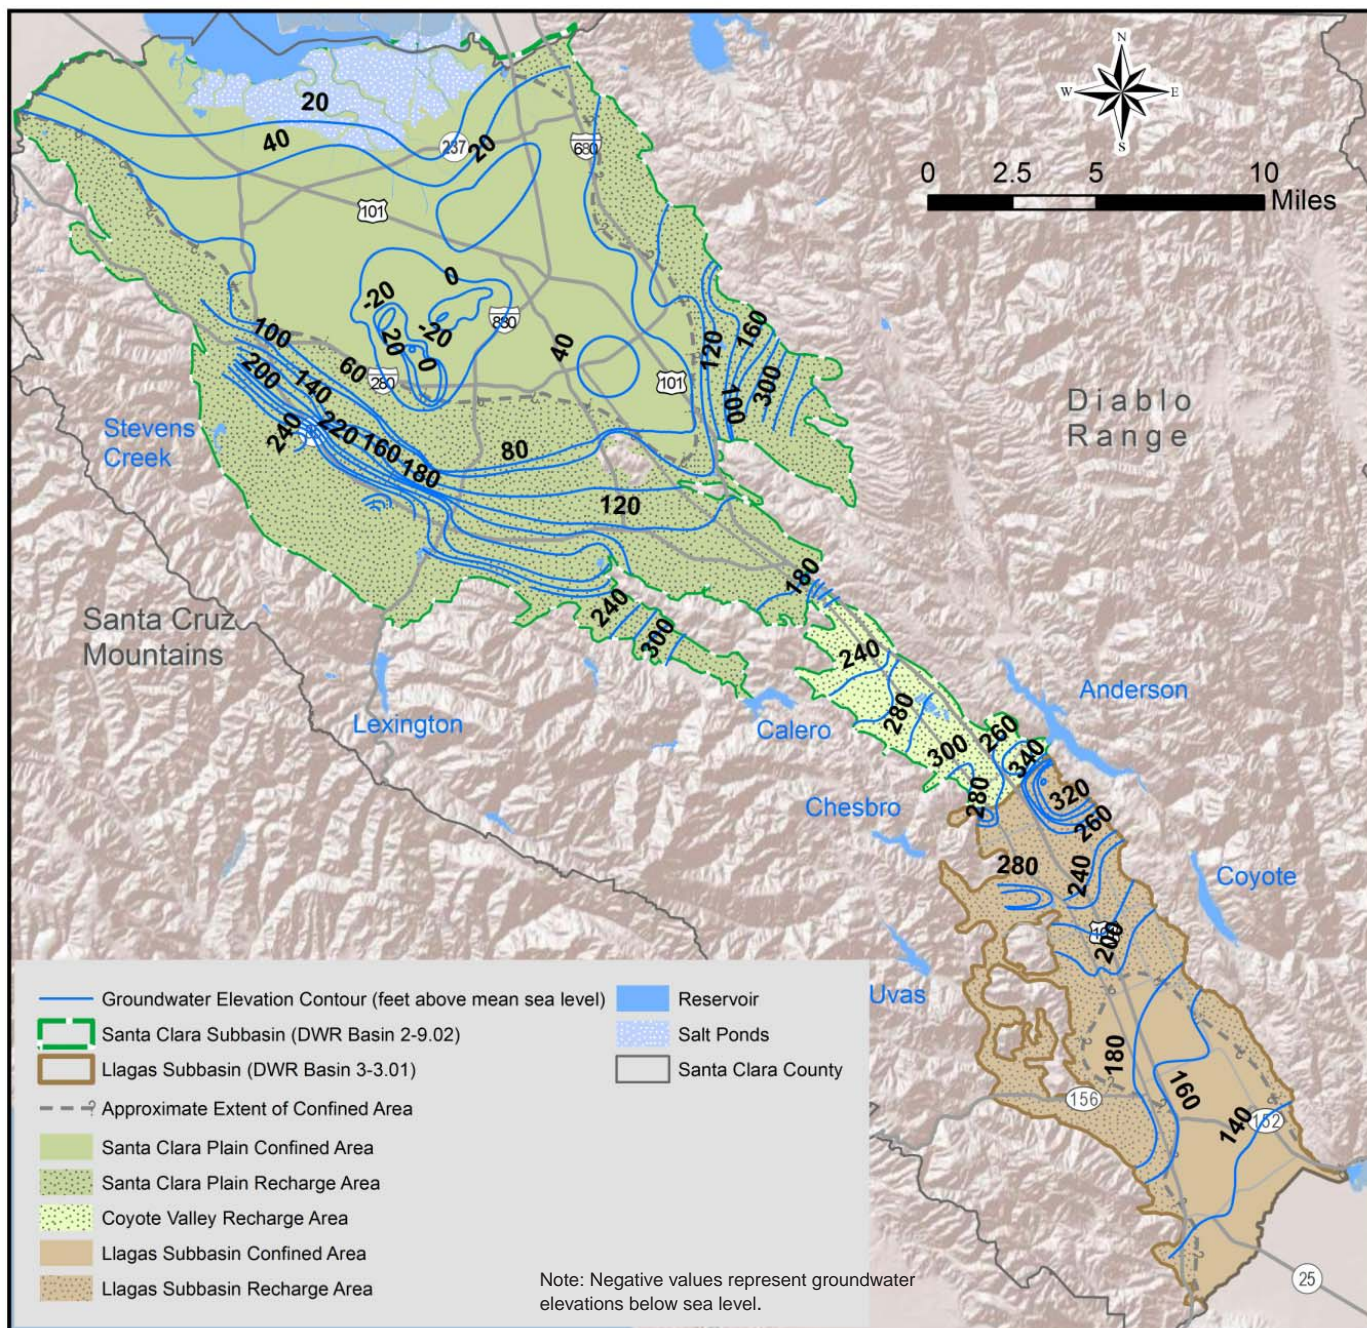 N
W
E
S
0
2.5
5
10
Miles
20
40
237
20
680
101
0
-20
-20
880
20
0
40
101
120
160
100
300
100
60
280
200
140
220
160
180
240
80
120
Stevens
Creek
Diablo
Range
180
Santa Cruz
Mountains
240
300
240
Lexington
Calero
280
300
260
340
Anderson
Chesbro
280
320
260
280
240
Coyote
200
Uvas
180
160
156
140
152
25
Groundwater Elevation Contour (feet above mean sea level)
Santa Clara Subbasin (DWR Basin 2-9.02)
Llagas Subbasin (DWR Basin 3-3.01)
Approximate Extent of Confined Area
Santa Clara Plain Confined Area
Santa Clara Plain Recharge Area
Coyote Valley Recharge Area
Llagas Subbasin Confined Area
Llagas Subbasin Recharge Area
Reservoir
Salt Ponds
Santa Clara County
Note: Negative values represent groundwater
elevations below sea level.